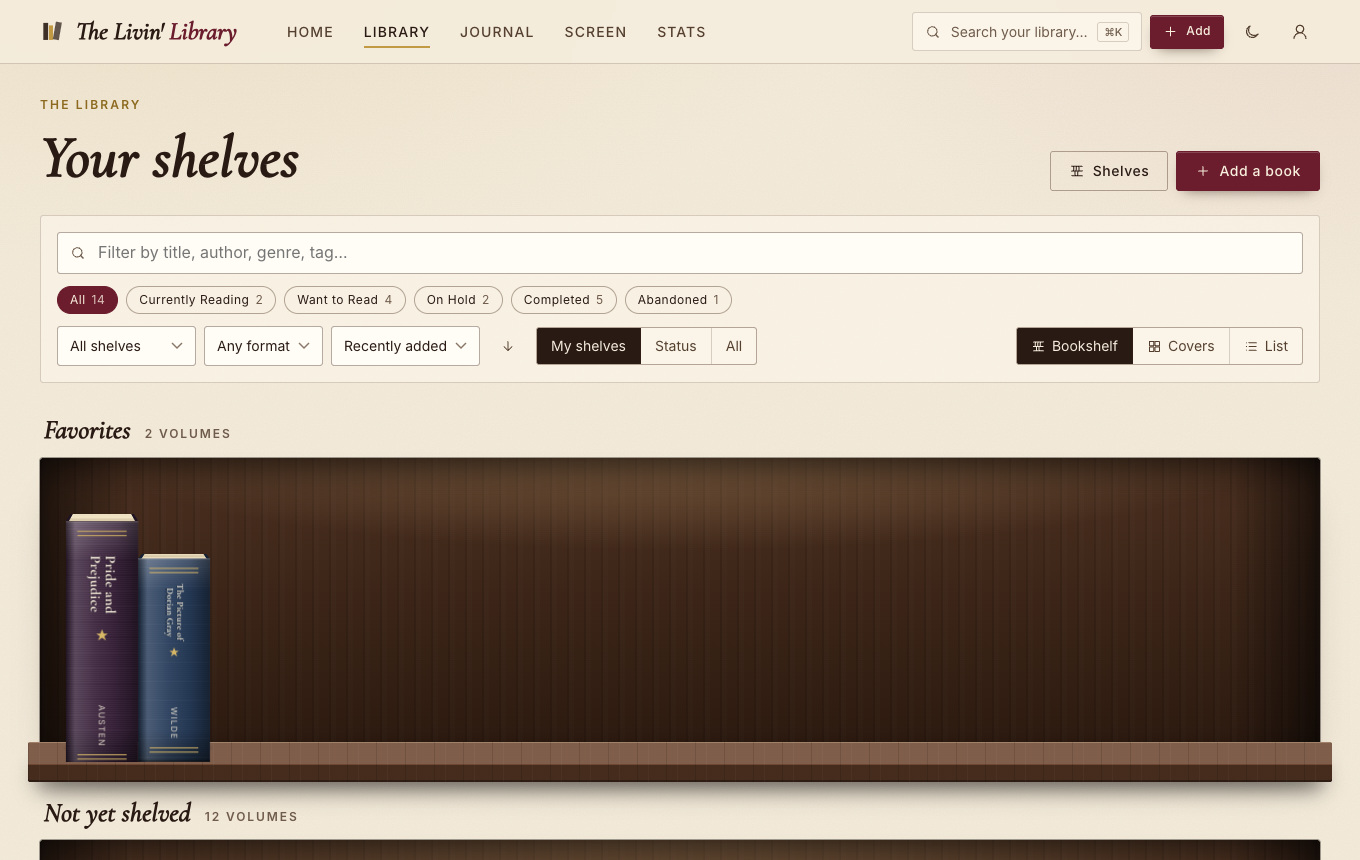 The Livin' Library
HOME
LIBRARY
JOURNAL
SCREEN
STATS
Search your library...
⌘K
Add
THE LIBRARY
Your shelves
Shelves
Add a book
Filter by title, author, genre, tag...
All 14
Currently Reading 2
Want to Read 4
On Hold 2
Completed 5
Abandoned 1
All shelves
Any format
Recently added
My shelves
Status
All
Bookshelf
Covers
List
Favorites 2 VOLUMES
Pride and
Prejudice
AUSTEN
The Picture of
Dorian Gray
WILDE
Not yet shelved 12 VOLUMES